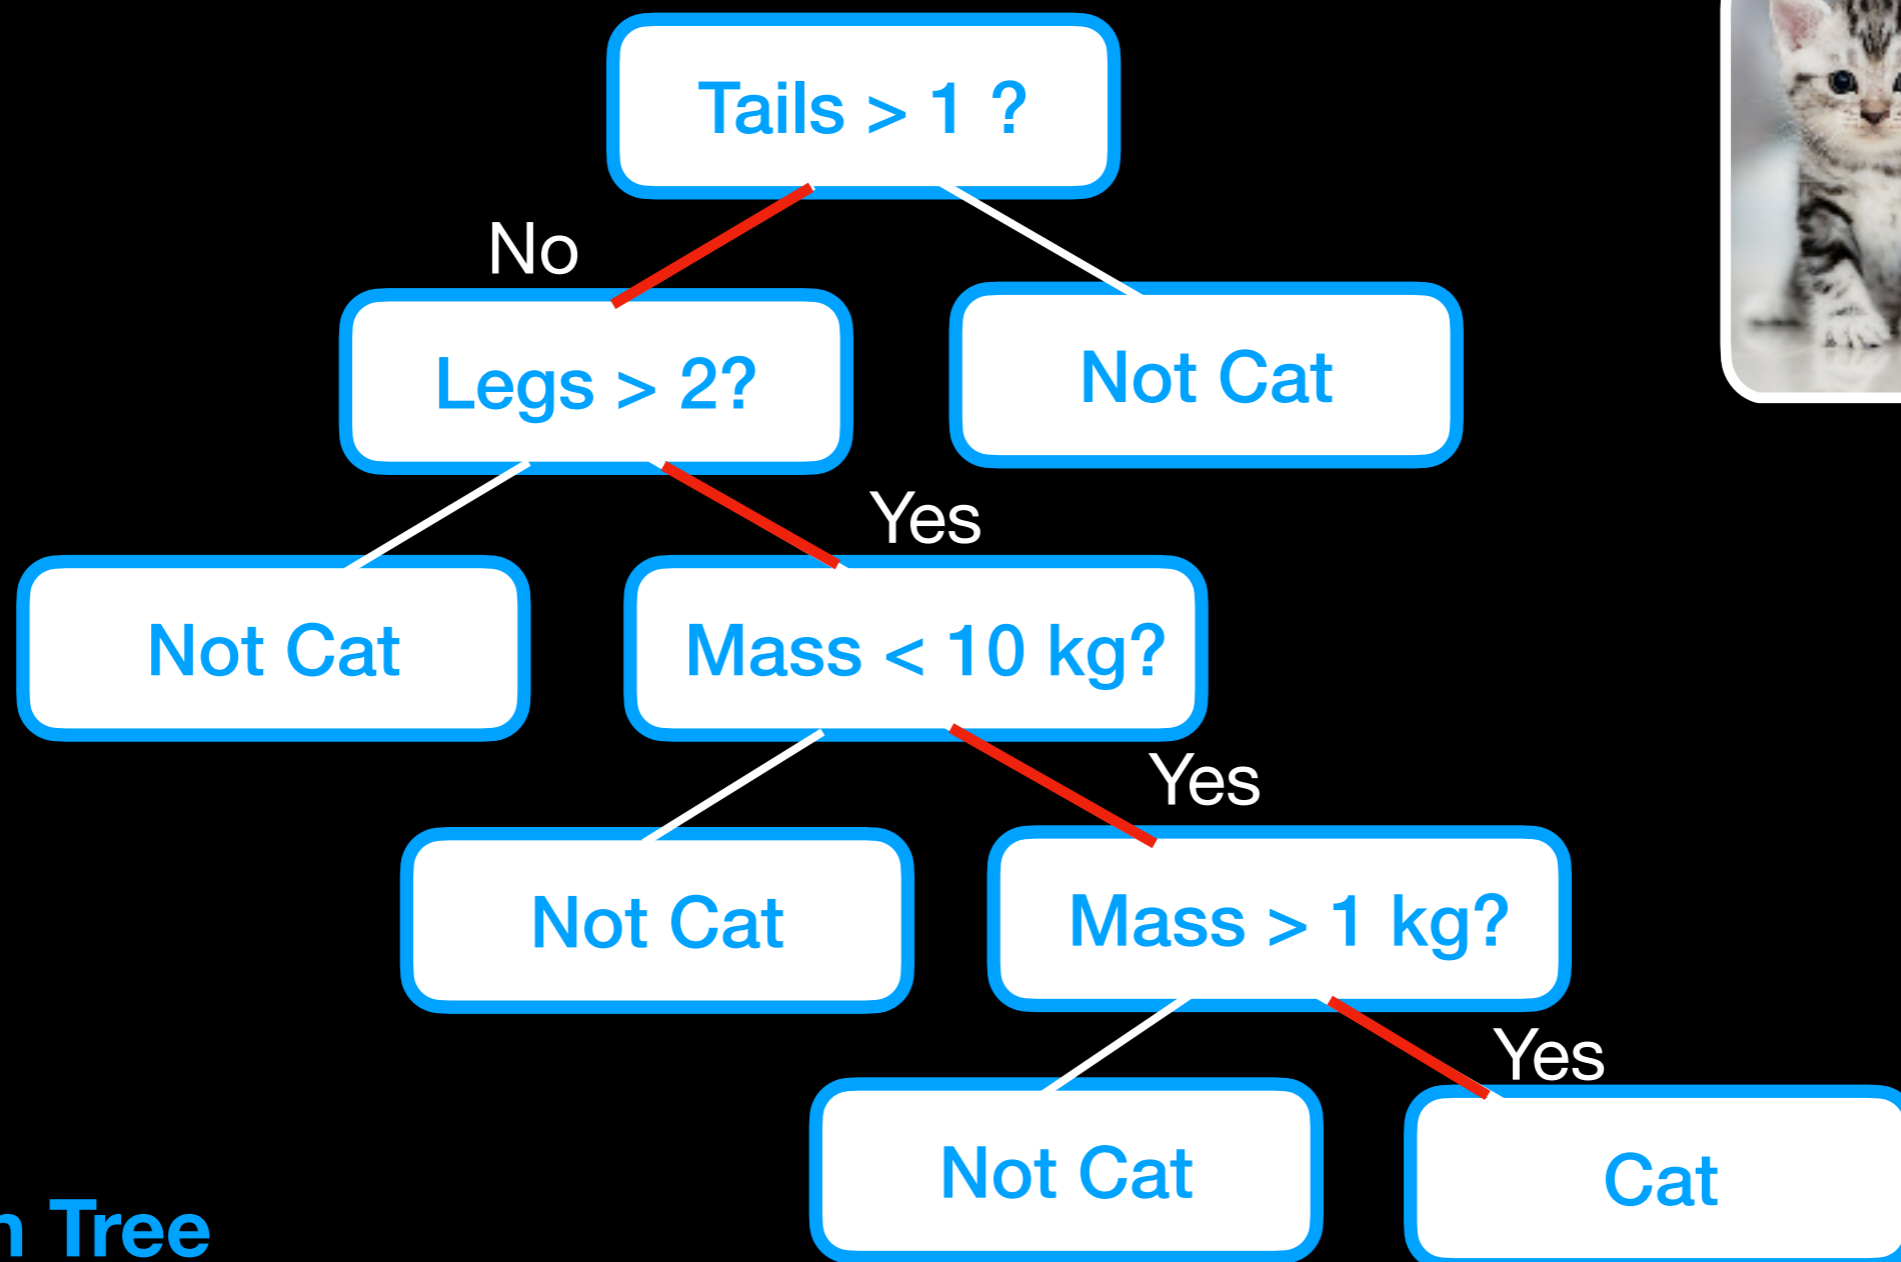 Tails > 1 ?
No
Legs > 2?
Not Cat
Yes
Not Cat
Mass < 10 kg?
Yes
Not Cat
Mass > 1 kg?
Yes
Not Cat
Cat
n Tree